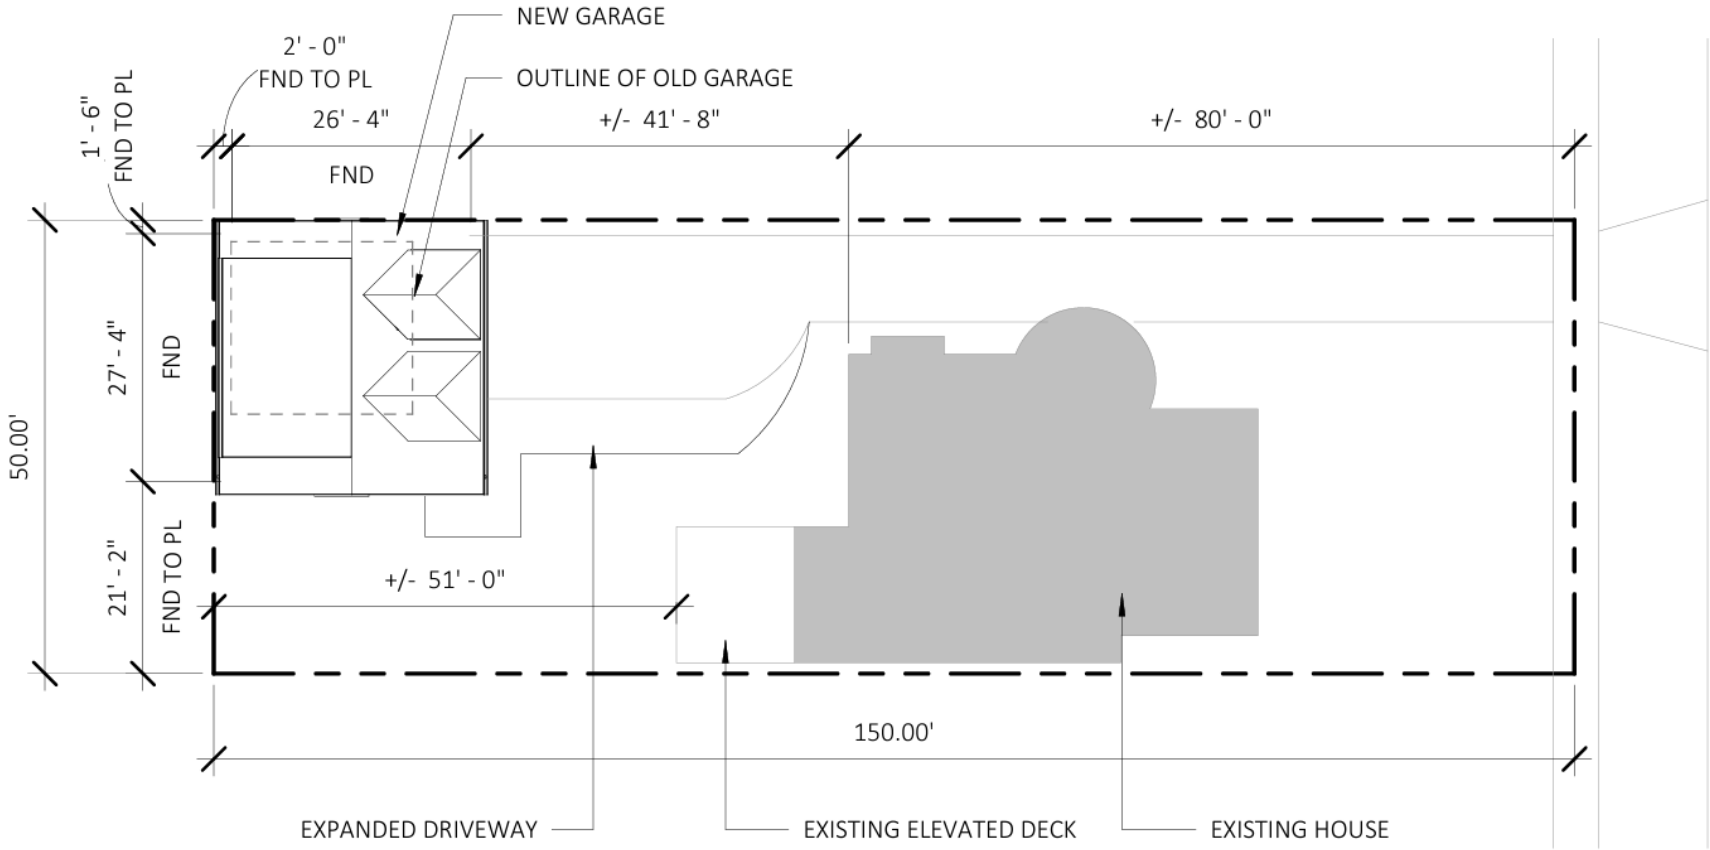 NEW GARAGE
2' - 0"
FND TO PL
OUTLINE OF OLD GARAGE
1' - 6"
FND TO PL
26' - 4"
+/- 41' - 8"
+/- 80' - 0"
FND
27' - 4"
FND
50.00'
21' - 2"
FND TO PL
+/- 51' - 0"
150.00'
EXPANDED DRIVEWAY
EXISTING ELEVATED DECK
EXISTING HOUSE